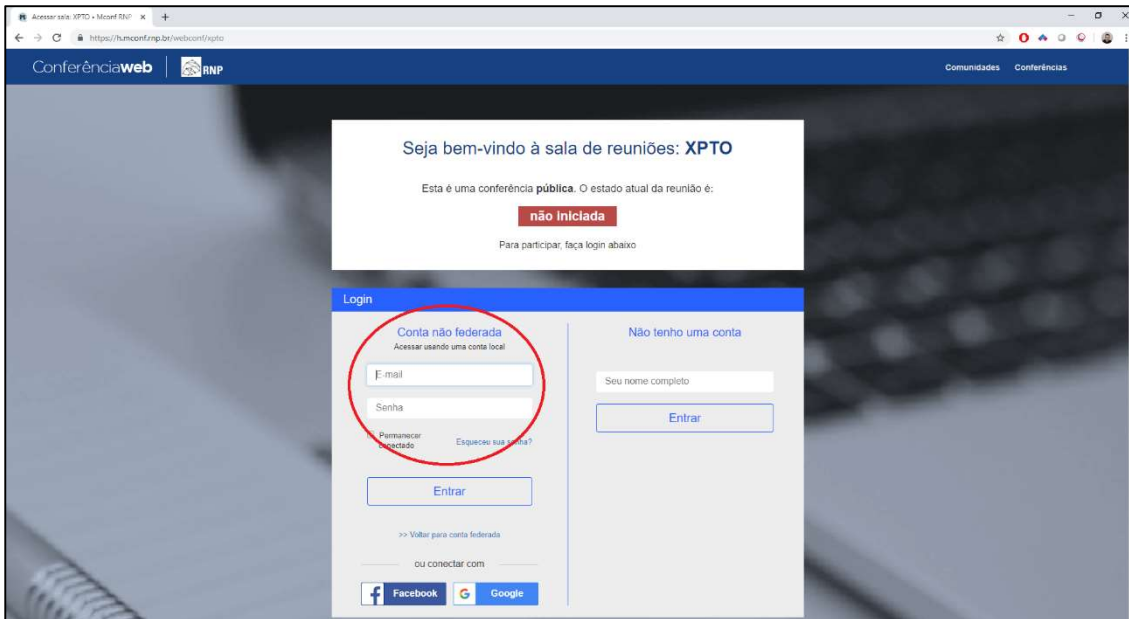 Acessar sala: XPTO - Mconf RNP
https://h.mconf.rnp.br/webconf/xpto
Conferênciaweb
RNP
Comunidades Conferências
Seja bem-vindo à sala de reuniões: XPTO
Esta é uma conferência pública. O estado atual da reunião é:
não iniciada
Para participar, faça login abaixo
Login
Conta não federada
Acessar usando uma conta local
E-mail
Senha
Permanecer
conectado
Esqueceu sua senha?
Entrar
>> Voltar para conta federada
ou conectar com
Facebook
Google
Não tenho uma conta
Seu nome completo
Entrar